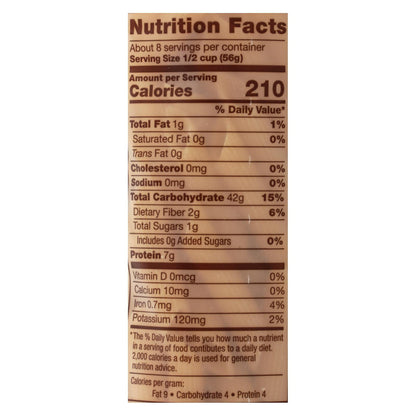 Nutrition Facts
About 8 servings per container
Serving Size 1/2 cup (56g)
Amount per Serving
Calories 210
% Daily Value*
Total Fat 1g 1%
Saturated Fat 0g 0%
Trans Fat 0g
Cholesterol 0mg 0%
Sodium 0mg 0%
Total Carbohydrate 42g 15%
Dietary Fiber 2g 6%
Total Sugars 1g
Includes 0g Added Sugars 0%
Protein 7g
Vitamin D 0mcg 0%
Calcium 10mg 0%
Iron 0.7mg 4%
Potassium 120mg 2%
*The % Daily Value tells you how much a nutrient
in a serving of food contibutes to a daily diet.
2,000 calories a day is used for general
nutrition advice.
Calories per gram:
Fat 9 • Carbohydrate 4 • Protein 4